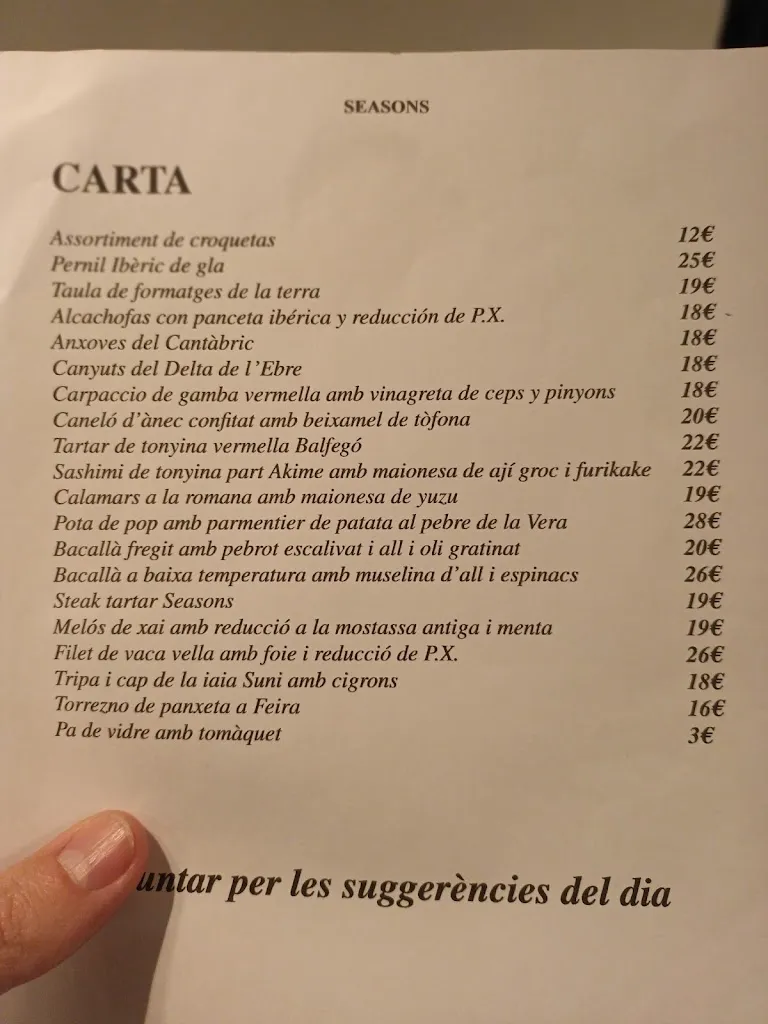 SEASONS
CARTA
Assortiment de croquetas 12€
Pernil Ibèric de gla 25€
Taula de formatges de la terra 19€
Alcachofas con panceta ibérica y reducción de P.X. 18€
Anxoves del Cantàbric 18€
Canyuts del Delta de l'Ebre 18€
Carpaccio de gamba vermella amb vinagreta de ceps y pinyons 18€
Caneló d'ànec confitat amb beixamel de tòfona 20€
Tartar de tonyina vermella Balfegó 22€
Sashimi de tonyina part Akime amb maionesa de ají groc i furikake 22€
Calamars a la romana amb maionesa de yuzu 19€
Pota de pop amb parmentier de patata al pebre de la Vera 28€
Bacallà fregit amb pebrot escalivat i all i oli gratinat 20€
Bacallà a baixa temperatura amb muselina d'all i espinacs 26€
Steak tartar Seasons 19€
Melós de xai amb reducció a la mostassa antiga i menta 19€
Filet de vaca vella amb foie i reducció de P.X. 26€
Tripa i cap de la iaia Suni amb cigrons 18€
Torrezno de panxeta a Feira 16€
Pa de vidre amb tomàquet 3€
untar per les suggerències del dia